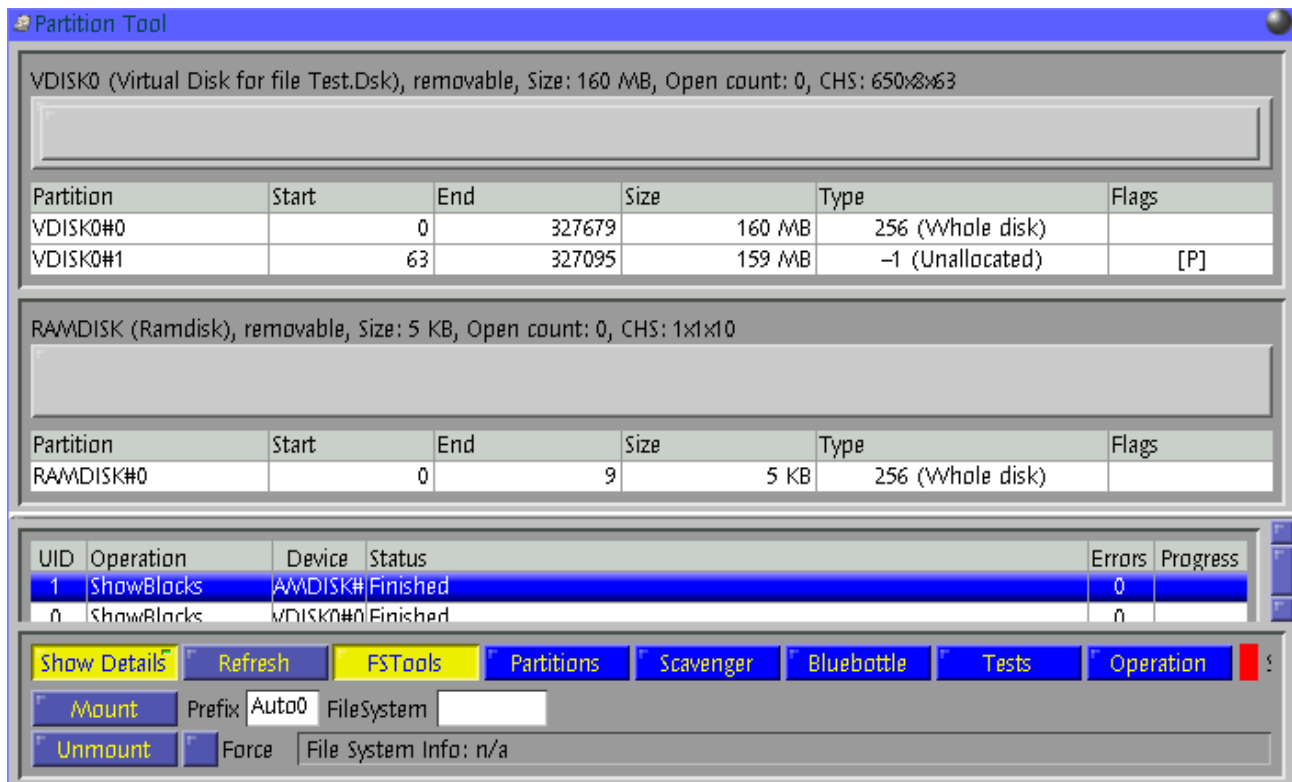 Partition Tool
VDISK0 (Virtual Disk for file Test.Dsk), removable, Size: 160 MB, Open count: 0, CHS: 650x8x63
Partition Start End Size Type Flags
VDISK0#0 0 327679 160 MB 256 (Whole disk)
VDISK0#1 63 327095 159 MB –1 (Unallocated) [P]
RAMDISK (Ramdisk), removable, Size: 5 KB, Open count: 0, CHS: 1x1x10
Partition Start End Size Type Flags
RAMDISK#0 0 9 5 KB 256 (Whole disk)
UID Operation Device Status Errors Progress
1 ShowBlocks AMDISK# Finished 0
0 ShowBlocks VDISK0#0 Finished 0
Show Details Refresh FSTools Partitions Scavenger Bluebottle Tests Operation
Mount Prefix Auto0 FileSystem
Unmount Force File System Info: n/a